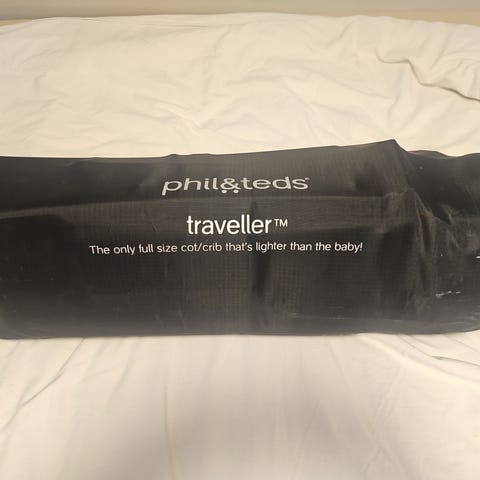 phil&teds®
traveller™
The only full size cot/crib that's lighter than the baby!